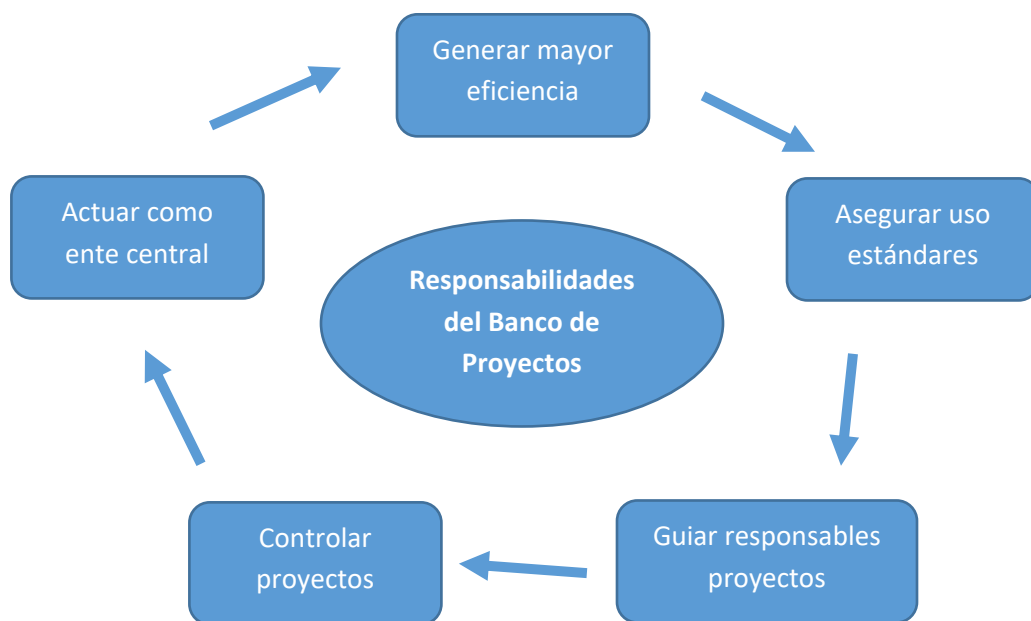 Generar mayor
eficiencia
Actuar como
ente central
Asegurar uso
estándares
Responsabilidades
del Banco de
Proyectos
Controlar
proyectos
Guiar responsables
proyectos